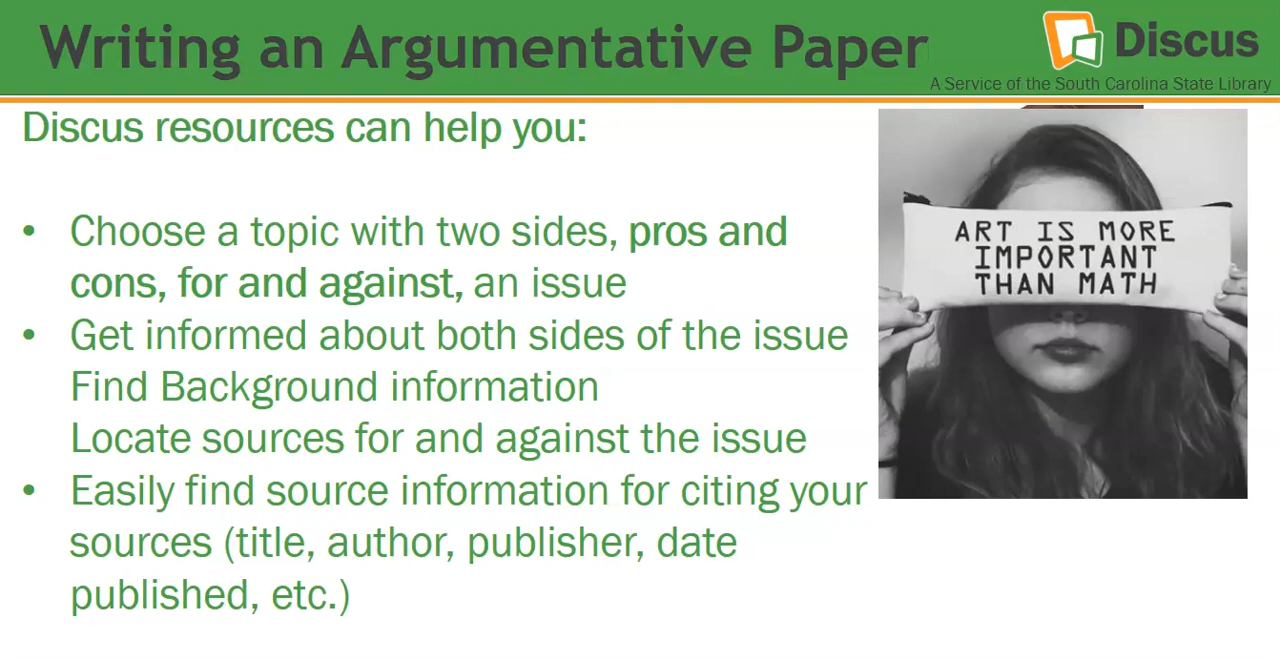 Writing an Argumentative Paper
Discus
A Service of the South Carolina State Library
Discus resources can help you:
• Choose a topic with two sides, pros and
cons, for and against, an issue
• Get informed about both sides of the issue
Find Background information
Locate sources for and against the issue
• Easily find source information for citing your
sources (title, author, publisher, date
published, etc.)
ART IS MORE
IMPORTANT
THAN MATH